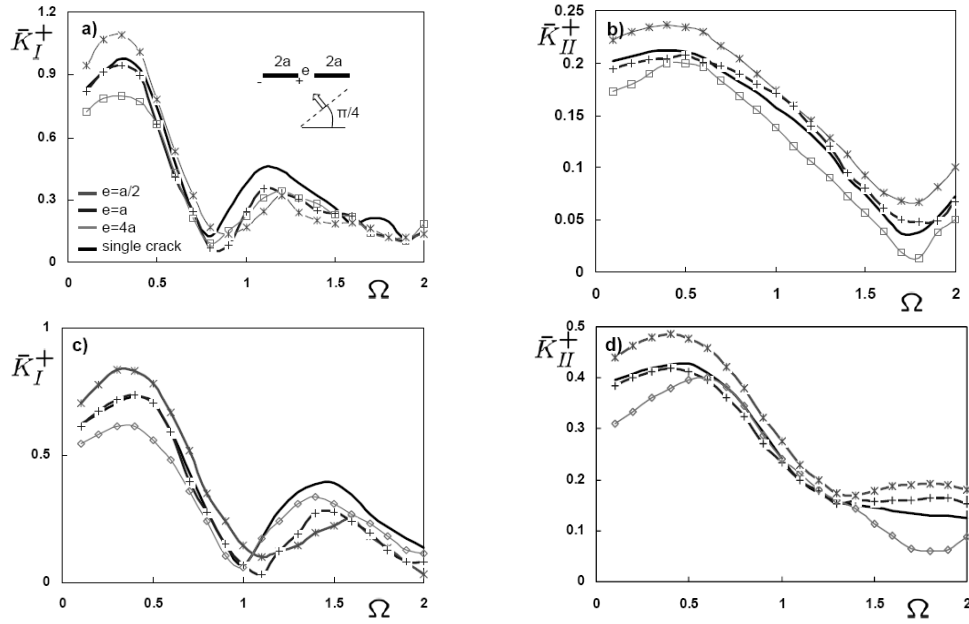 a)
K̄_I^+
1.2
0.9
0.6
0.3
0
2a e 2a
- +
π/4
e=a/2
e=a
e=4a
single crack
0 0.5 1 1.5 Ω 2
b)
K̄_{II}^+
0.25
0.2
0.15
0.1
0.05
0
0 0.5 1 1.5 Ω 2
c)
K̄_I^+
1
0.5
0
0 0.5 1 1.5 Ω 2
d)
K̄_{II}^+
0.5
0.4
0.3
0.2
0.1
0
0 0.5 1 1.5 Ω 2